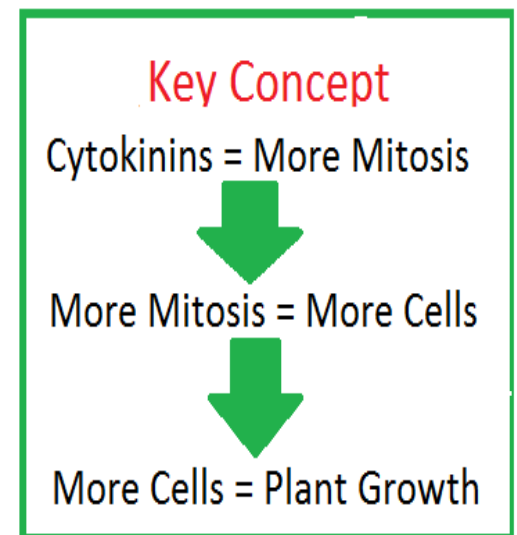 Key Concept
Cytokinins = More Mitosis
More Mitosis = More Cells
More Cells = Plant Growth